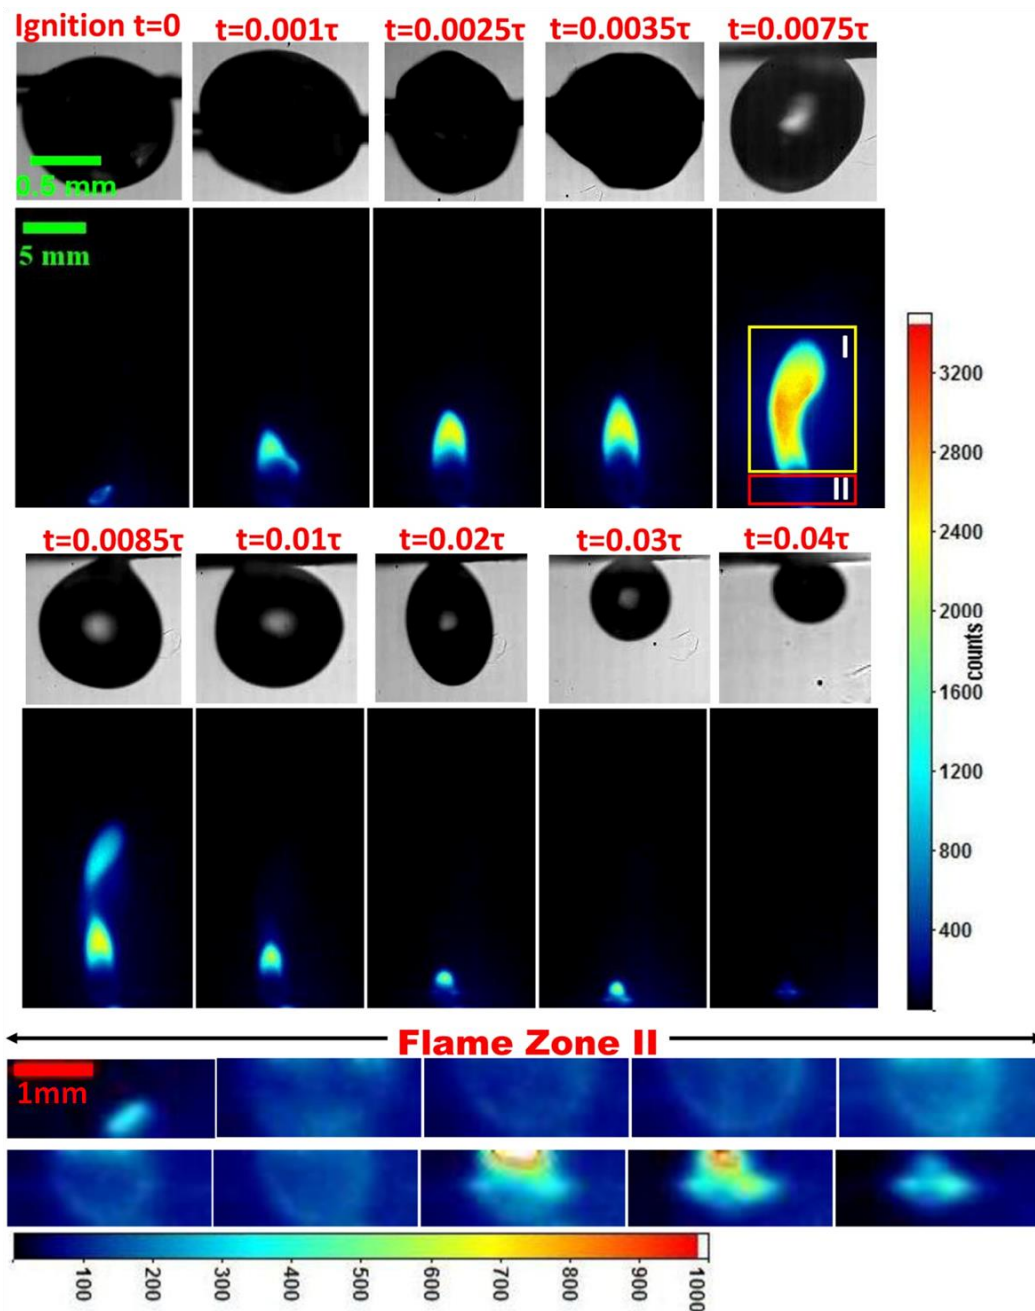 Ignition t=0
t=0.001τ
t=0.0025τ
t=0.0035τ
t=0.0075τ
0.5 mm
5 mm
I
II
t=0.0085τ
t=0.01τ
t=0.02τ
t=0.03τ
t=0.04τ
3200
2800
2400
2000
1600
1200
800
400
counts
Flame Zone II
1mm
100
200
300
400
500
600
700
800
900
1000